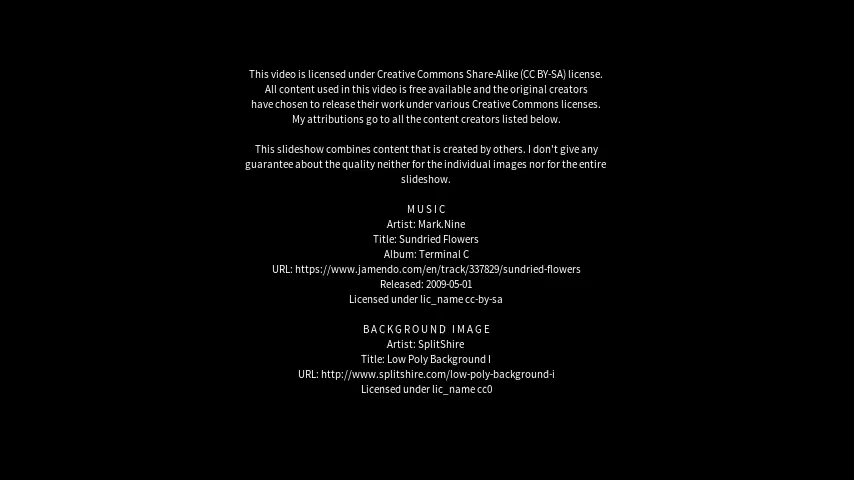 This video is licensed under Creative Commons Share-Alike (CC BY-SA) license.
All content used in this video is free available and the original creators
have chosen to release their work under various Creative Commons licenses.
My attributions go to all the content creators listed below.
This slideshow combines content that is created by others. I don't give any
guarantee about the quality neither for the individual images nor for the entire
slideshow.
MUSIC
Artist: Mark.Nine
Title: Sundried Flowers
Album: Terminal C
URL: https://www.jamendo.com/en/track/337829/sundried-flowers
Released: 2009-05-01
Licensed under lic_name cc-by-sa
BACKGROUND IMAGE
Artist: SplitShire
Title: Low Poly Background I
URL: http://www.splitshire.com/low-poly-background-i
Licensed under lic_name cc0